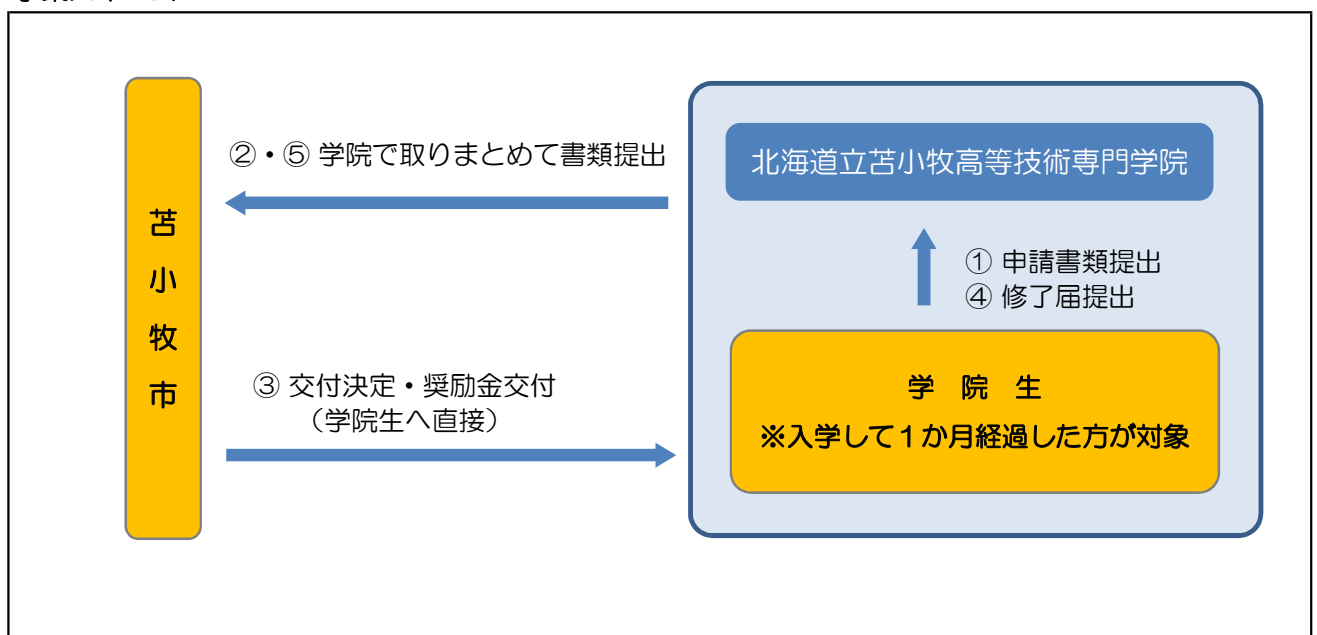 ②・⑤ 学院で取りまとめて書類提出
北海道立苫小牧高等技術専門学院
苫小牧市
① 申請書類提出
④ 修了届提出
③ 交付決定・奨励金交付
（学院生へ直接）
学 院 生
※入学して１か月経過した方が対象